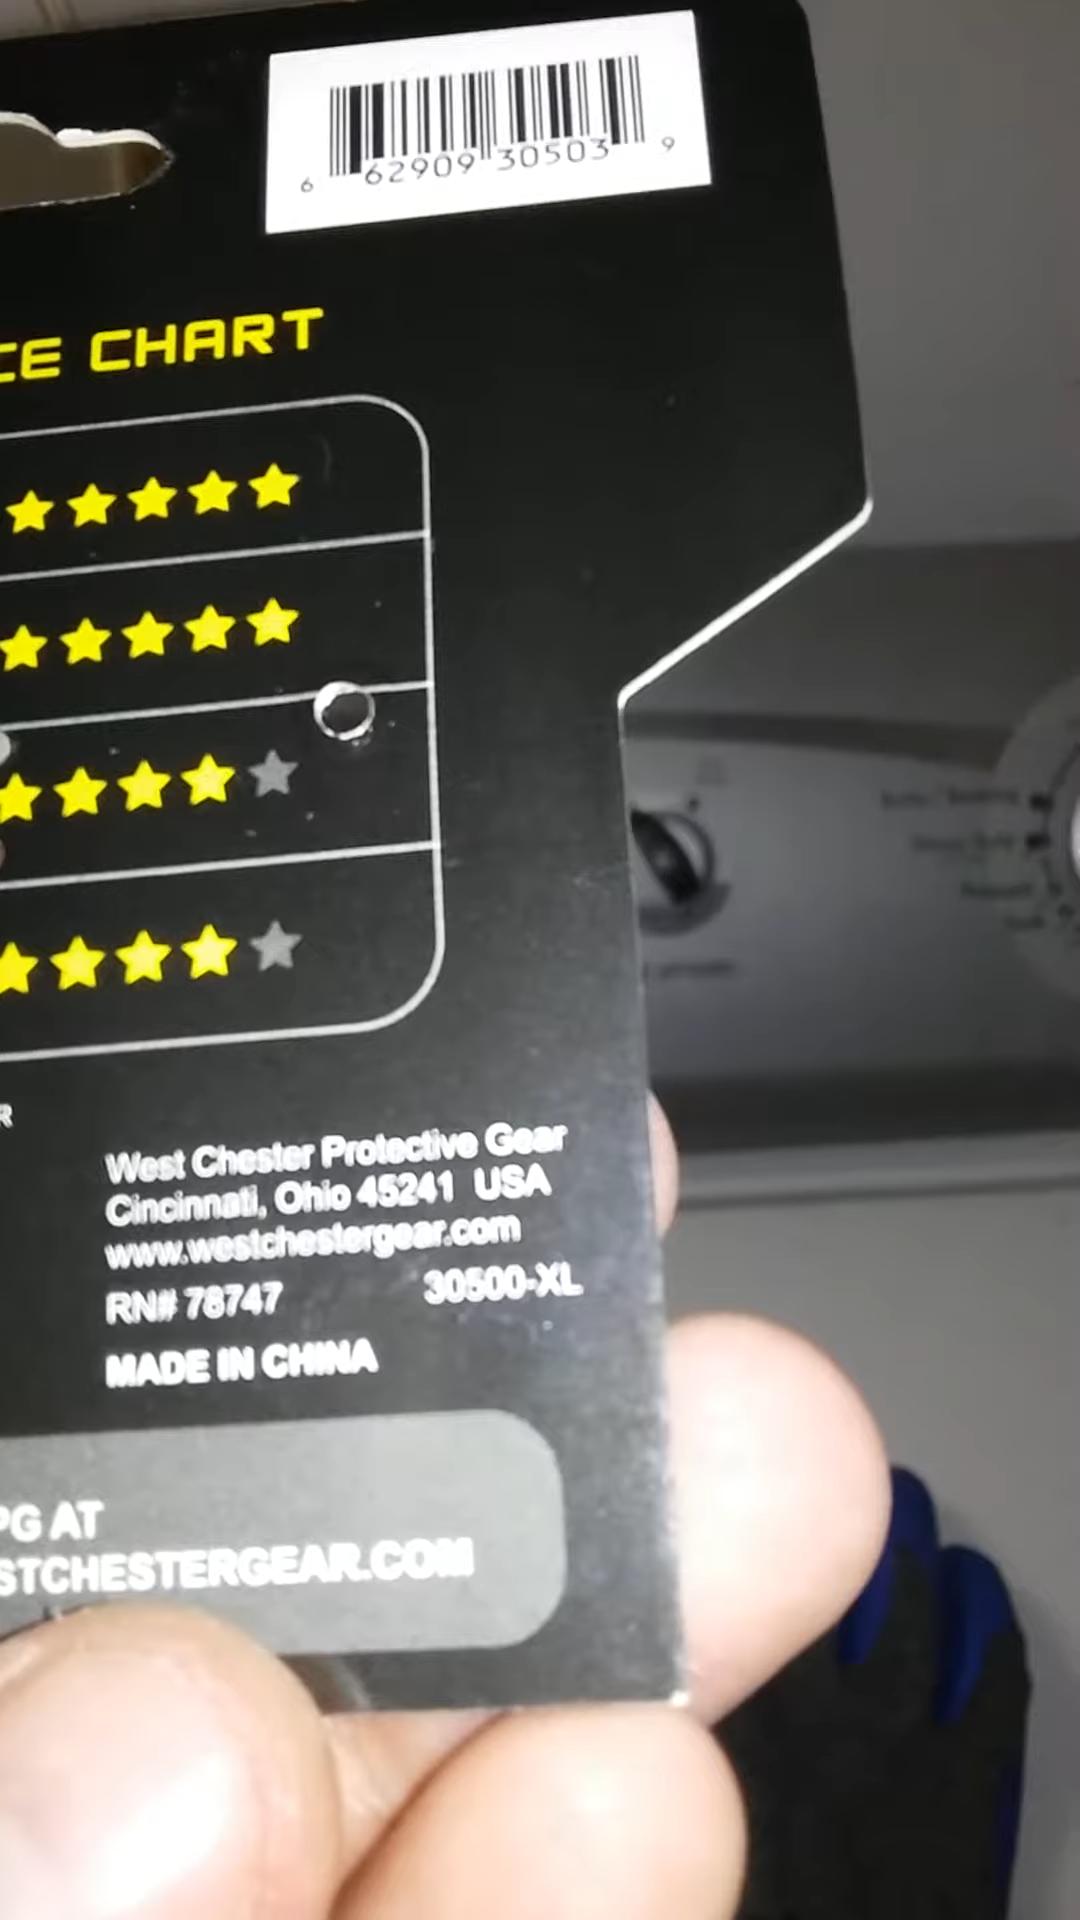 6 62909 30503 9
CE CHART
R
West Chester Protective Gear
Cincinnati, Ohio 45241 USA
www.westchestergear.com
RN# 78747 30500-XL
MADE IN CHINA
PG AT
STCHESTERGEAR.COM